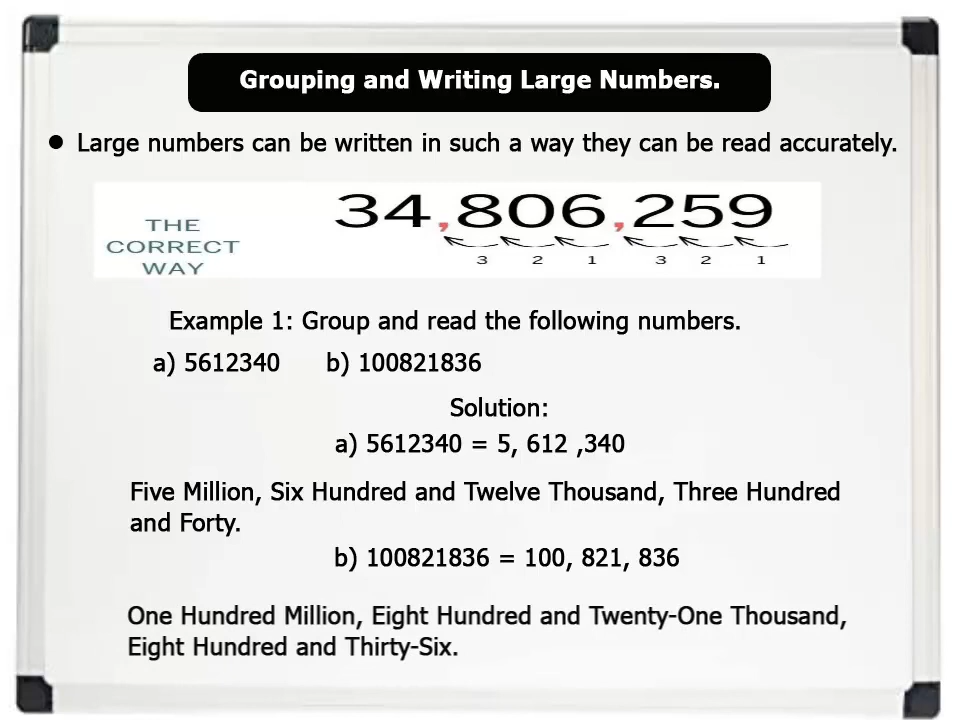 Grouping and Writing Large Numbers.
● Large numbers can be written in such a way they can be read accurately.
THE
CORRECT
WAY
34,806,259
3 2 1 3 2 1
Example 1: Group and read the following numbers.
a) 5612340 b) 100821836
Solution:
a) 5612340 = 5, 612 ,340
Five Million, Six Hundred and Twelve Thousand, Three Hundred
and Forty.
b) 100821836 = 100, 821, 836
One Hundred Million, Eight Hundred and Twenty-One Thousand,
Eight Hundred and Thirty-Six.